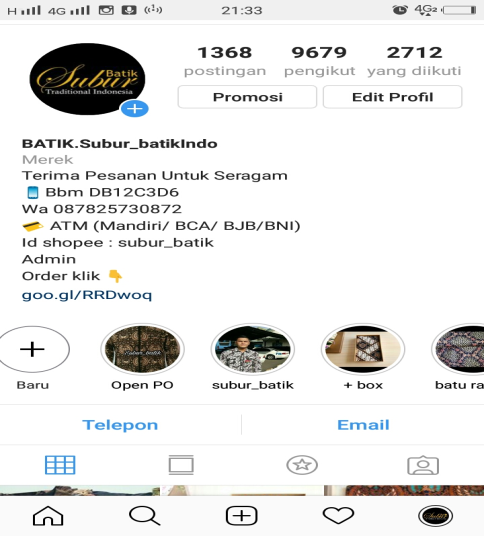 H 4G
21:33
4G2
Subur Batik
Traditional Indonesia
1368 9679 2712
postingan pengikut yang diikuti
Promosi Edit Profil
BATIK.Subur_batikIndo
Merek
Terima Pesanan Untuk Seragam
Bbm DB12C3D6
Wa 087825730872
ATM (Mandiri/ BCA/ BJB/BNI)
Id shopee : subur_batik
Admin
Order klik 👇
goo.gl/RRDwoq
Subur_batik
Baru Open PO subur_batik + box batu ra
Telepon Email